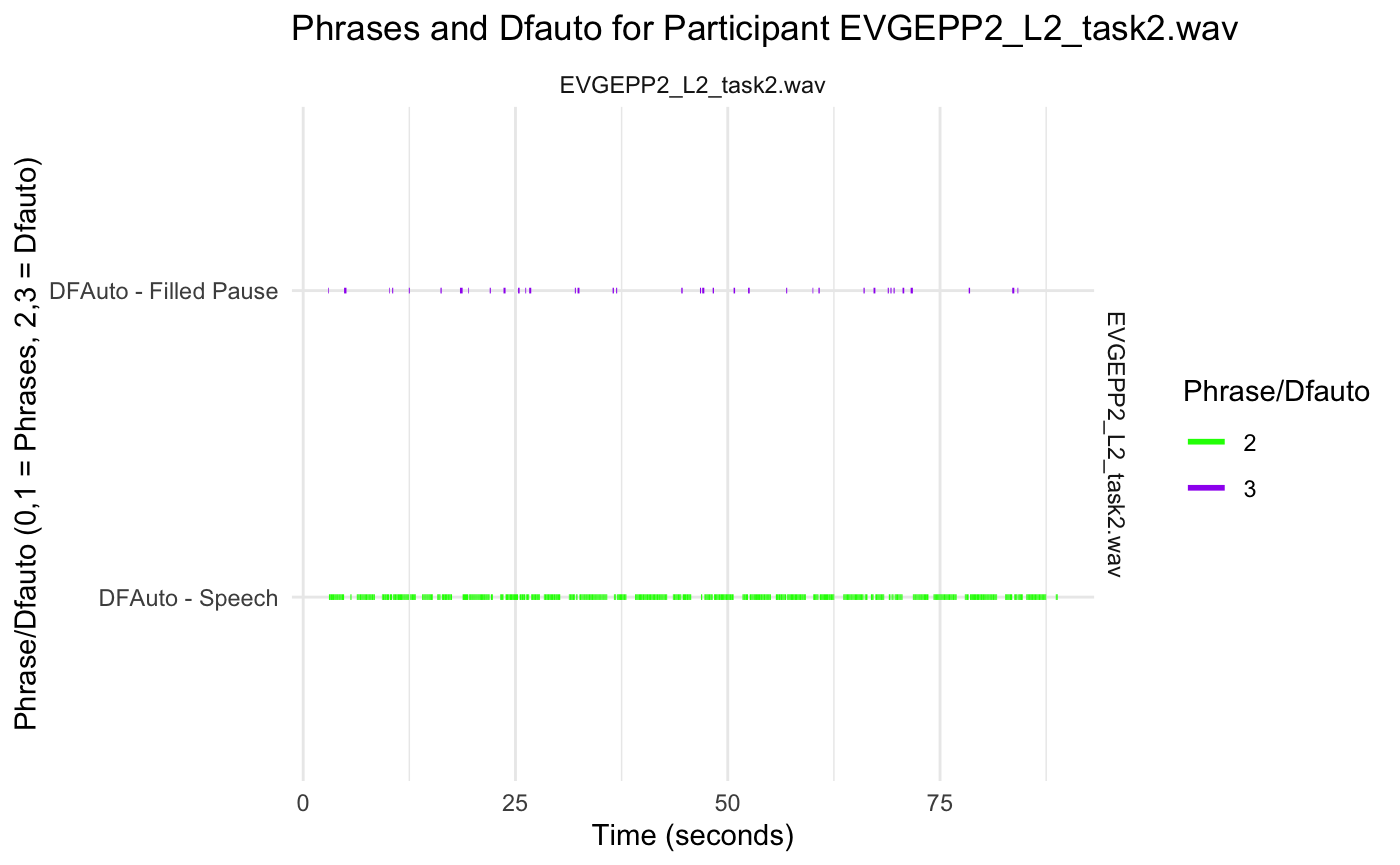 Phrases and Dfauto for Participant EVGEPP2_L2_task2.wav
EVGEPP2_L2_task2.wav
Phrase/Dfauto (0,1 = Phrases, 2,3 = Dfauto)
DFAuto - Filled Pause
DFAuto - Speech
EVGEPP2_L2_task2.wav
Phrase/Dfauto
2
3
0 25 50 75
Time (seconds)